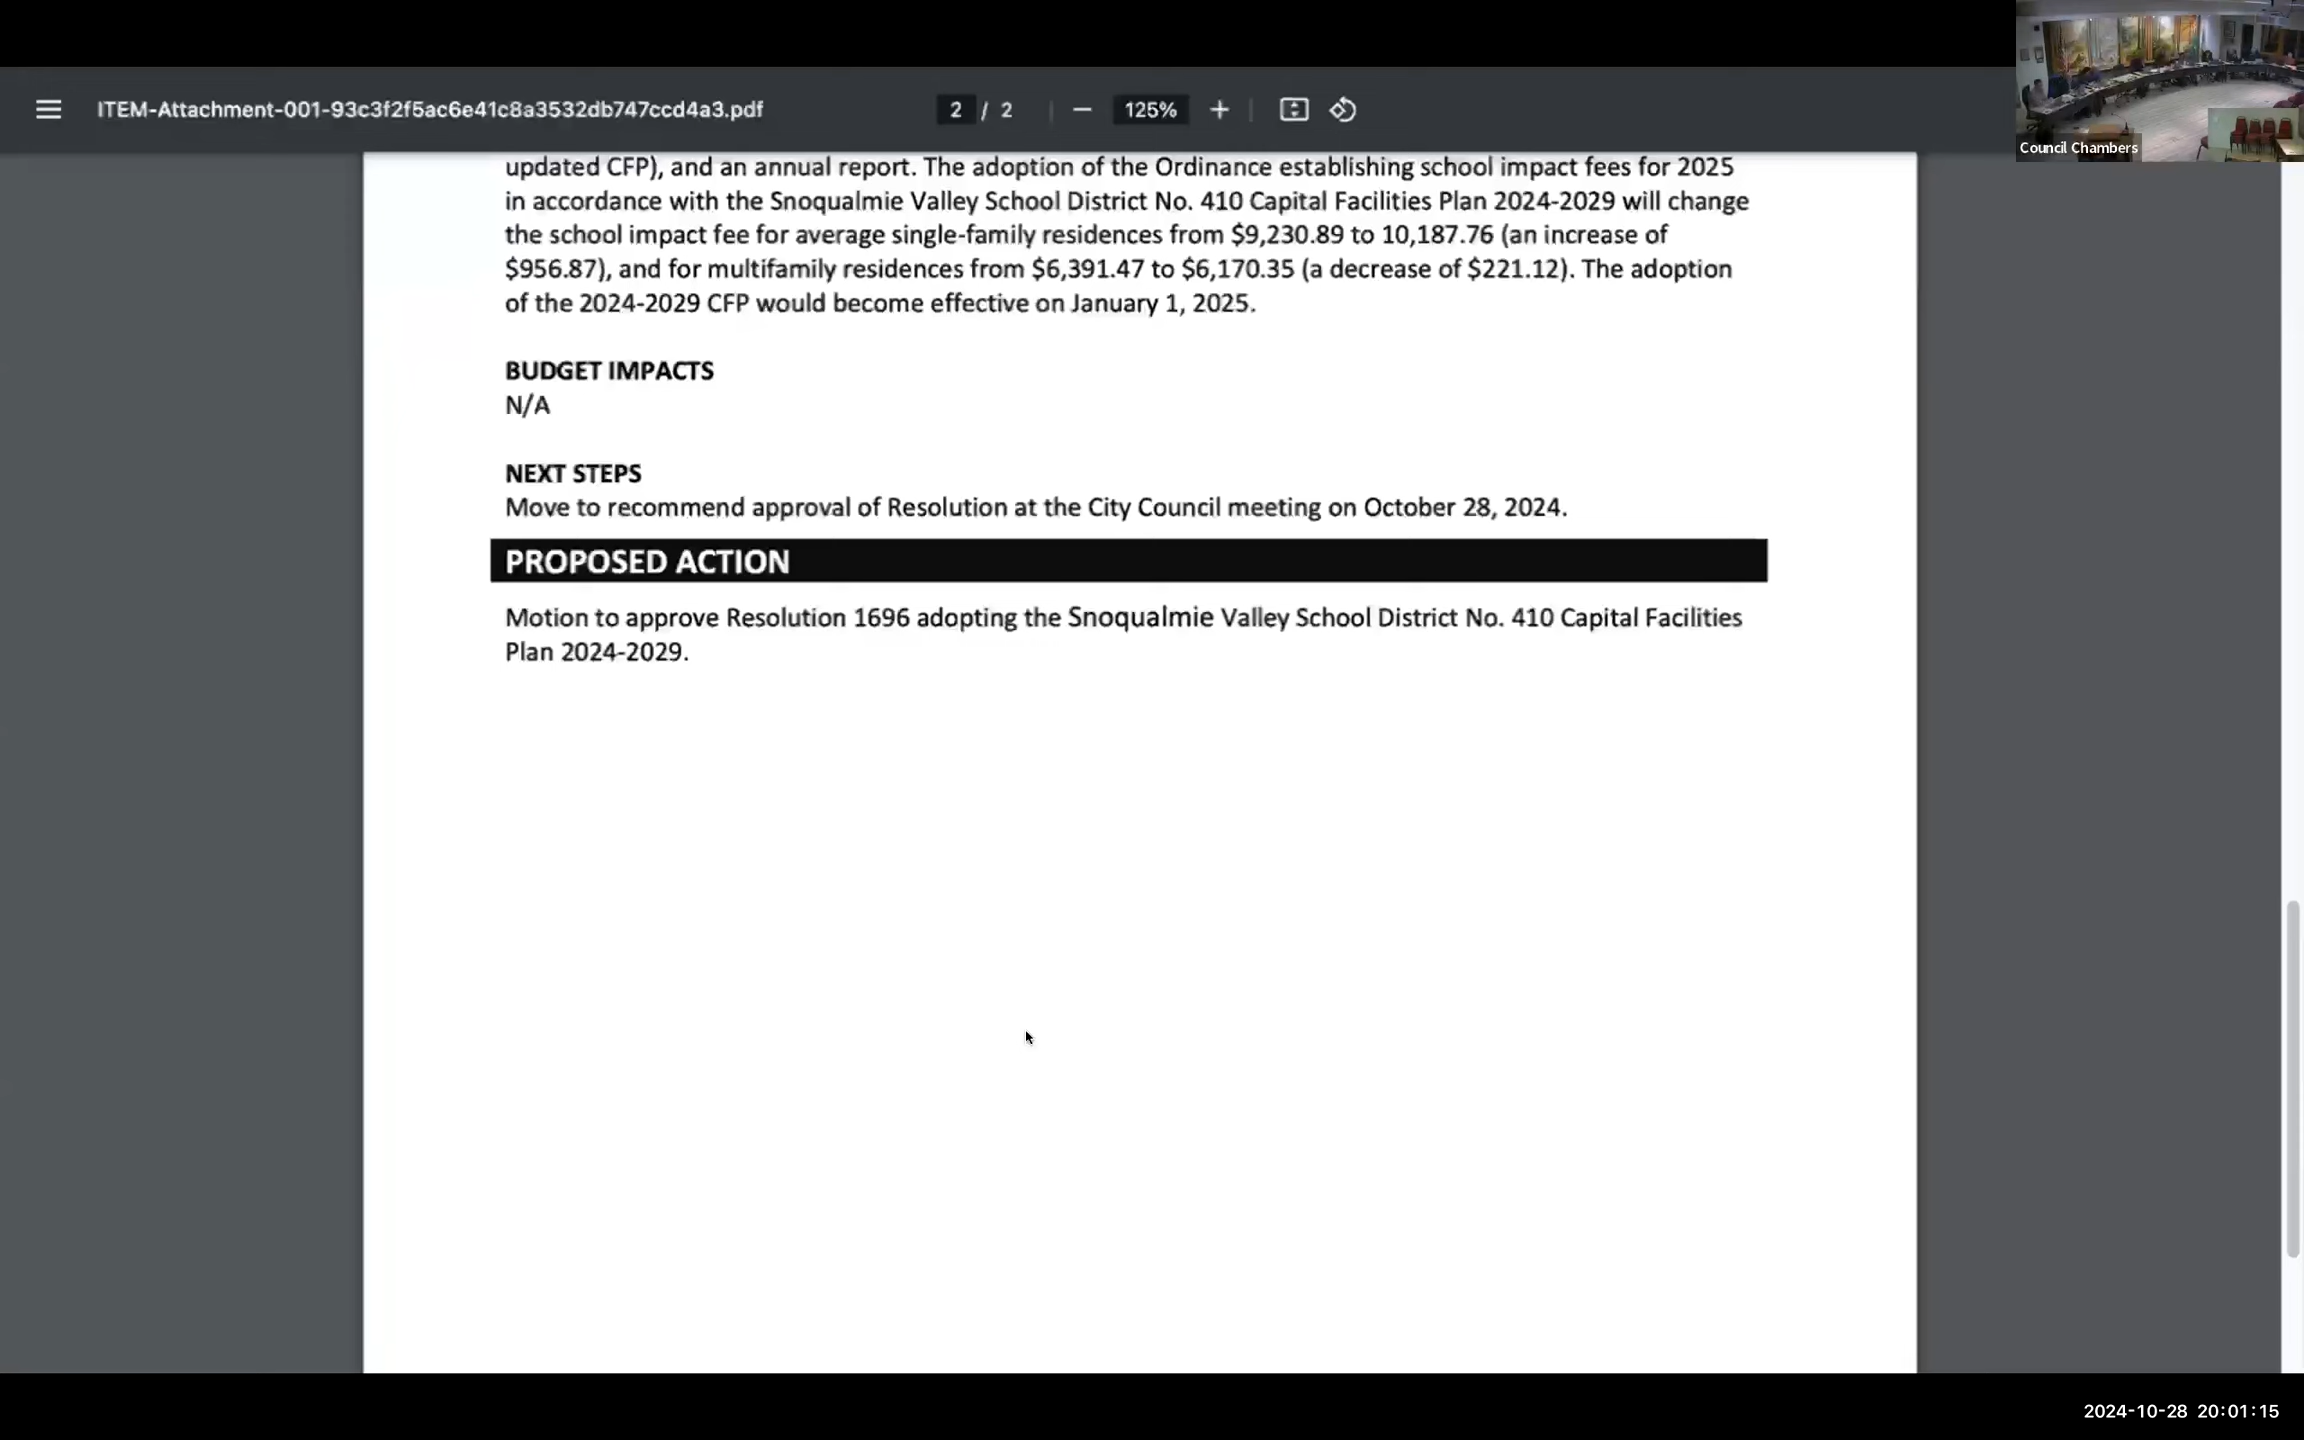 ITEM-Attachment-001-93c3f2f5ac6e41c8a3532db747ccd4a3.pdf
2 / 2
125%
Council Chambers
updated CFP), and an annual report. The adoption of the Ordinance establishing school impact fees for 2025
in accordance with the Snoqualmie Valley School District No. 410 Capital Facilities Plan 2024-2029 will change
the school impact fee for average single-family residences from $9,230.89 to 10,187.76 (an increase of
$956.87), and for multifamily residences from $6,391.47 to $6,170.35 (a decrease of $221.12). The adoption
of the 2024-2029 CFP would become effective on January 1, 2025.
BUDGET IMPACTS
N/A
NEXT STEPS
Move to recommend approval of Resolution at the City Council meeting on October 28, 2024.
PROPOSED ACTION
Motion to approve Resolution 1696 adopting the Snoqualmie Valley School District No. 410 Capital Facilities
Plan 2024-2029.
2024-10-28 20:01:15